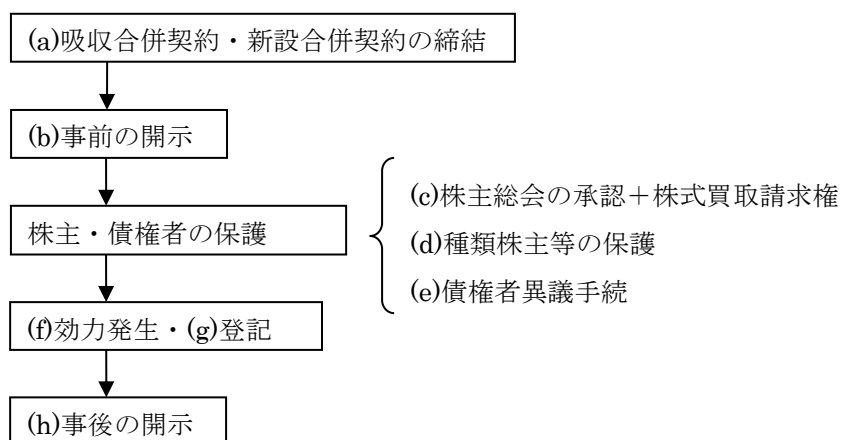 (a)吸収合併契約・新設合併契約の締結
(b)事前の開示
株主・債権者の保護
(c)株主総会の承認+株式買取請求権
(d)種類株主等の保護
(e)債権者異議手続
(f)効力発生・(g)登記
(h)事後の開示